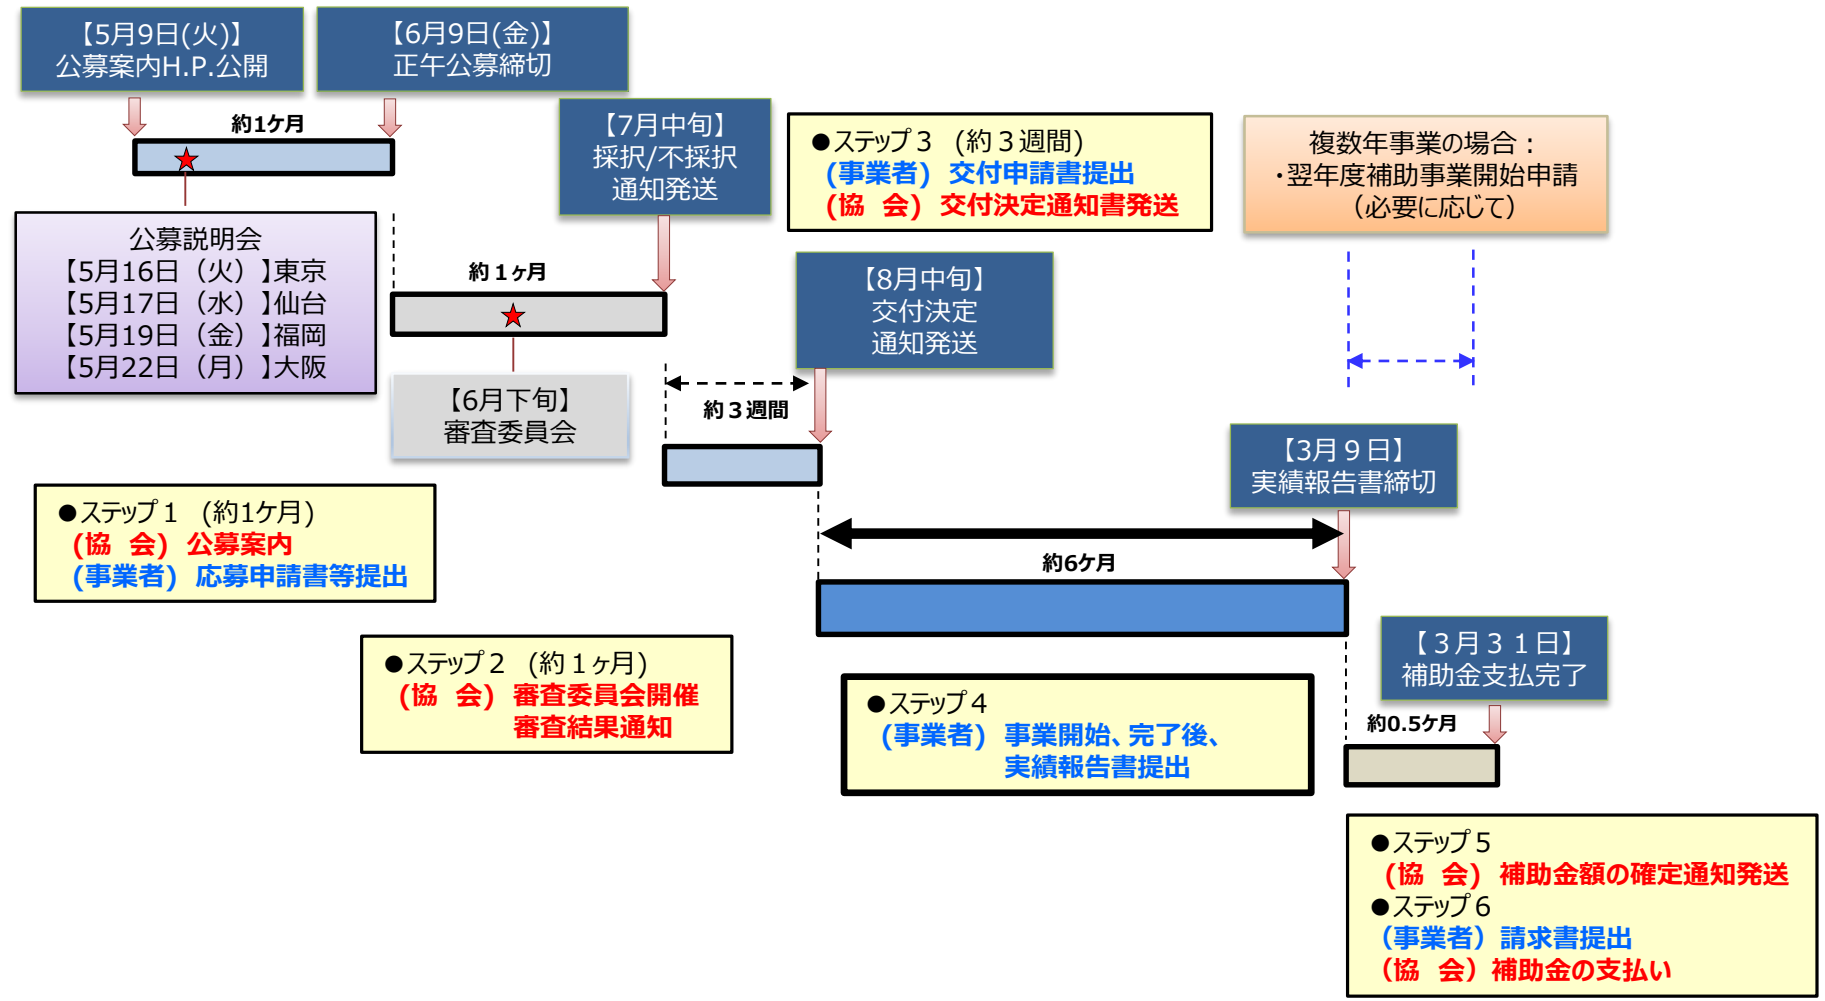 【5月9日(火)】
公募案内H.P.公開
【6月9日(金)】
正午公募締切
約1ケ月
【7月中旬】
採択/不採択
通知発送
●ステップ３ (約３週間)
(事業者) 交付申請書提出
(協 会) 交付決定通知書発送
複数年事業の場合：
・翌年度補助事業開始申請
（必要に応じて）
公募説明会
【5月16日（火）】東京
【5月17日（水）】仙台
【5月19日（金）】福岡
【5月22日（月）】大阪
約１ヶ月
【8月中旬】
交付決定
通知発送
【6月下旬】
審査委員会
約３週間
【3月９日】
実績報告書締切
●ステップ１ (約1ケ月)
(協 会) 公募案内
(事業者) 応募申請書等提出
約6ケ月
●ステップ２ (約１ヶ月)
(協 会) 審査委員会開催
審査結果通知
●ステップ４
(事業者) 事業開始、完了後、
実績報告書提出
【３月３１日】
補助金支払完了
約0.5ケ月
●ステップ５
(協 会) 補助金額の確定通知発送
●ステップ６
（事業者）請求書提出
（協 会）補助金の支払い